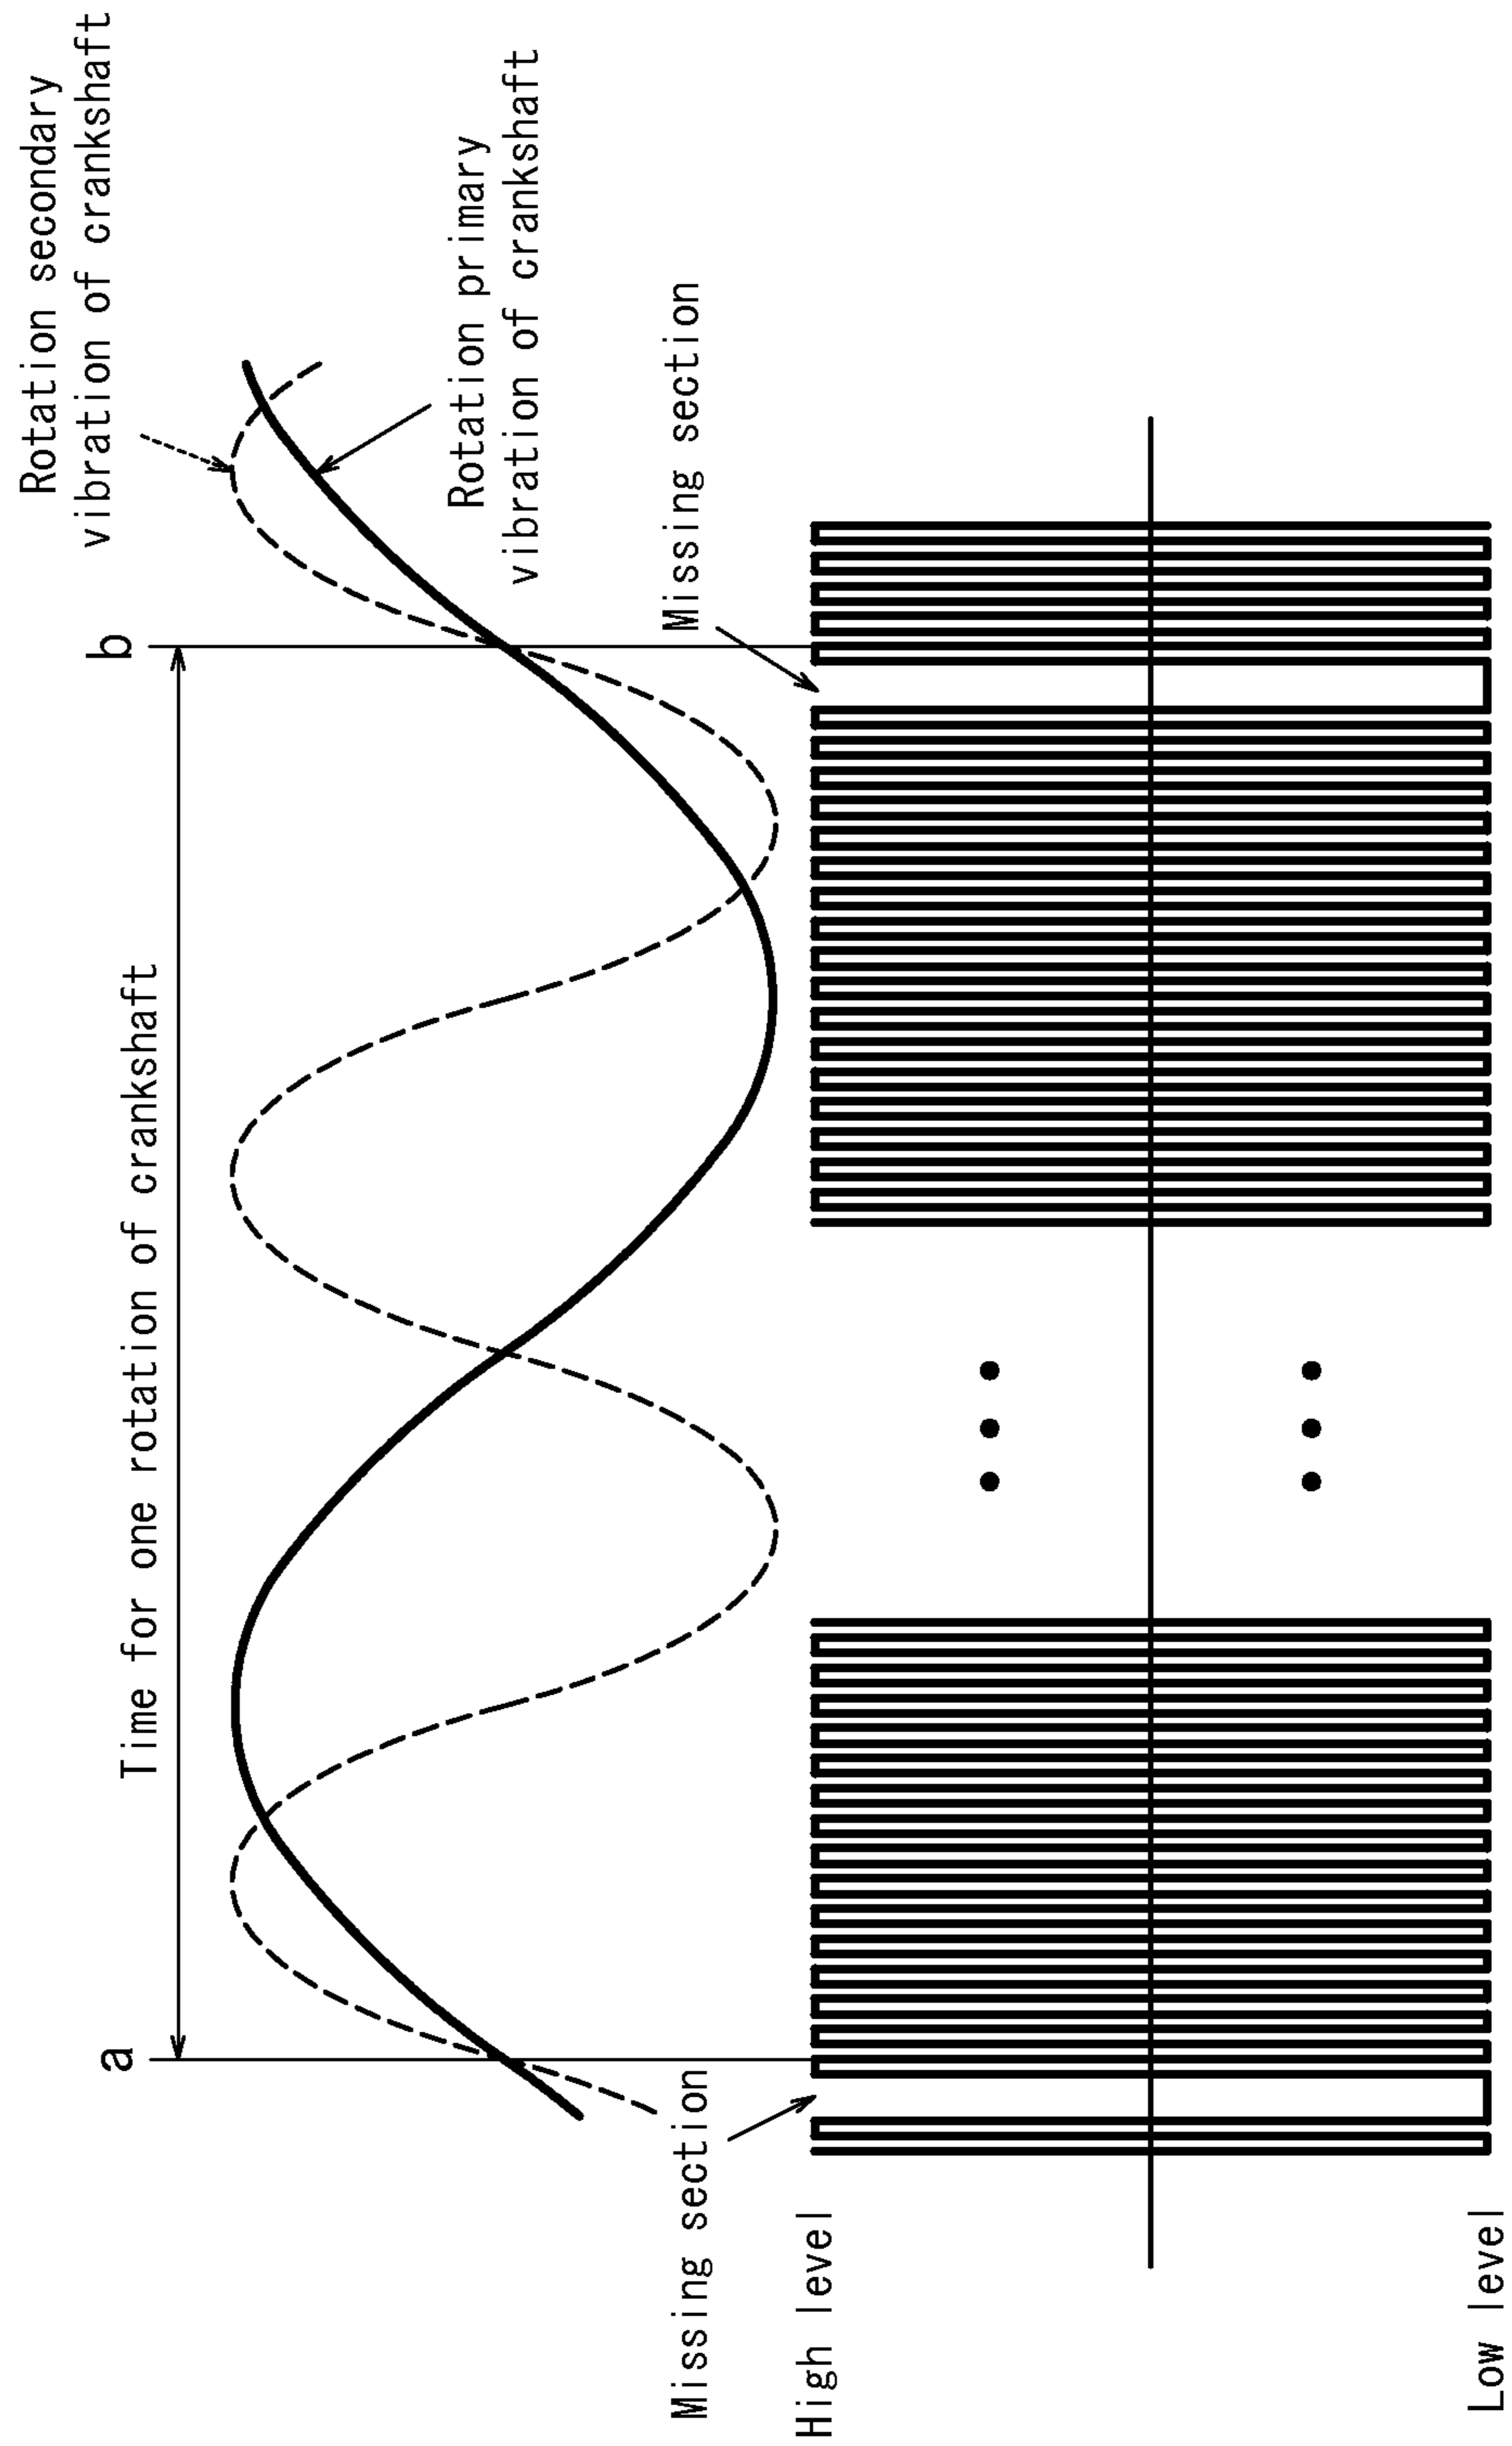 Rotation secondary
vibration of crankshaft
Time for one rotation of crankshaft
a
b
Rotation primary
vibration of crankshaft
Missing section
Missing section
High level
Low level